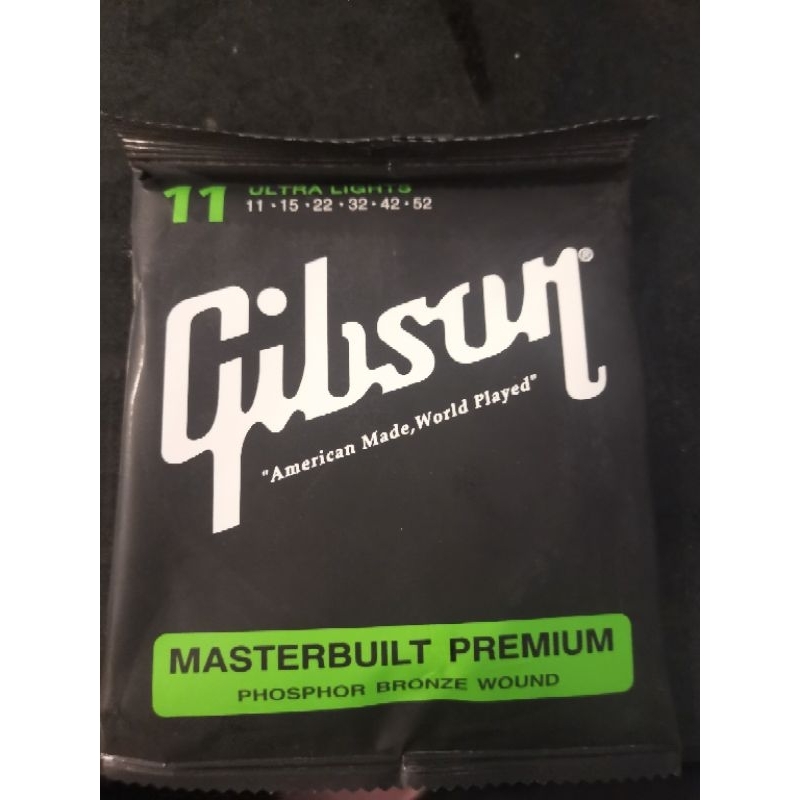 11 ULTRA LIGHTS
11·15·22·32·42·52
Gibson®
"American Made,World Played"
MASTERBUILT PREMIUM
PHOSPHOR BRONZE WOUND